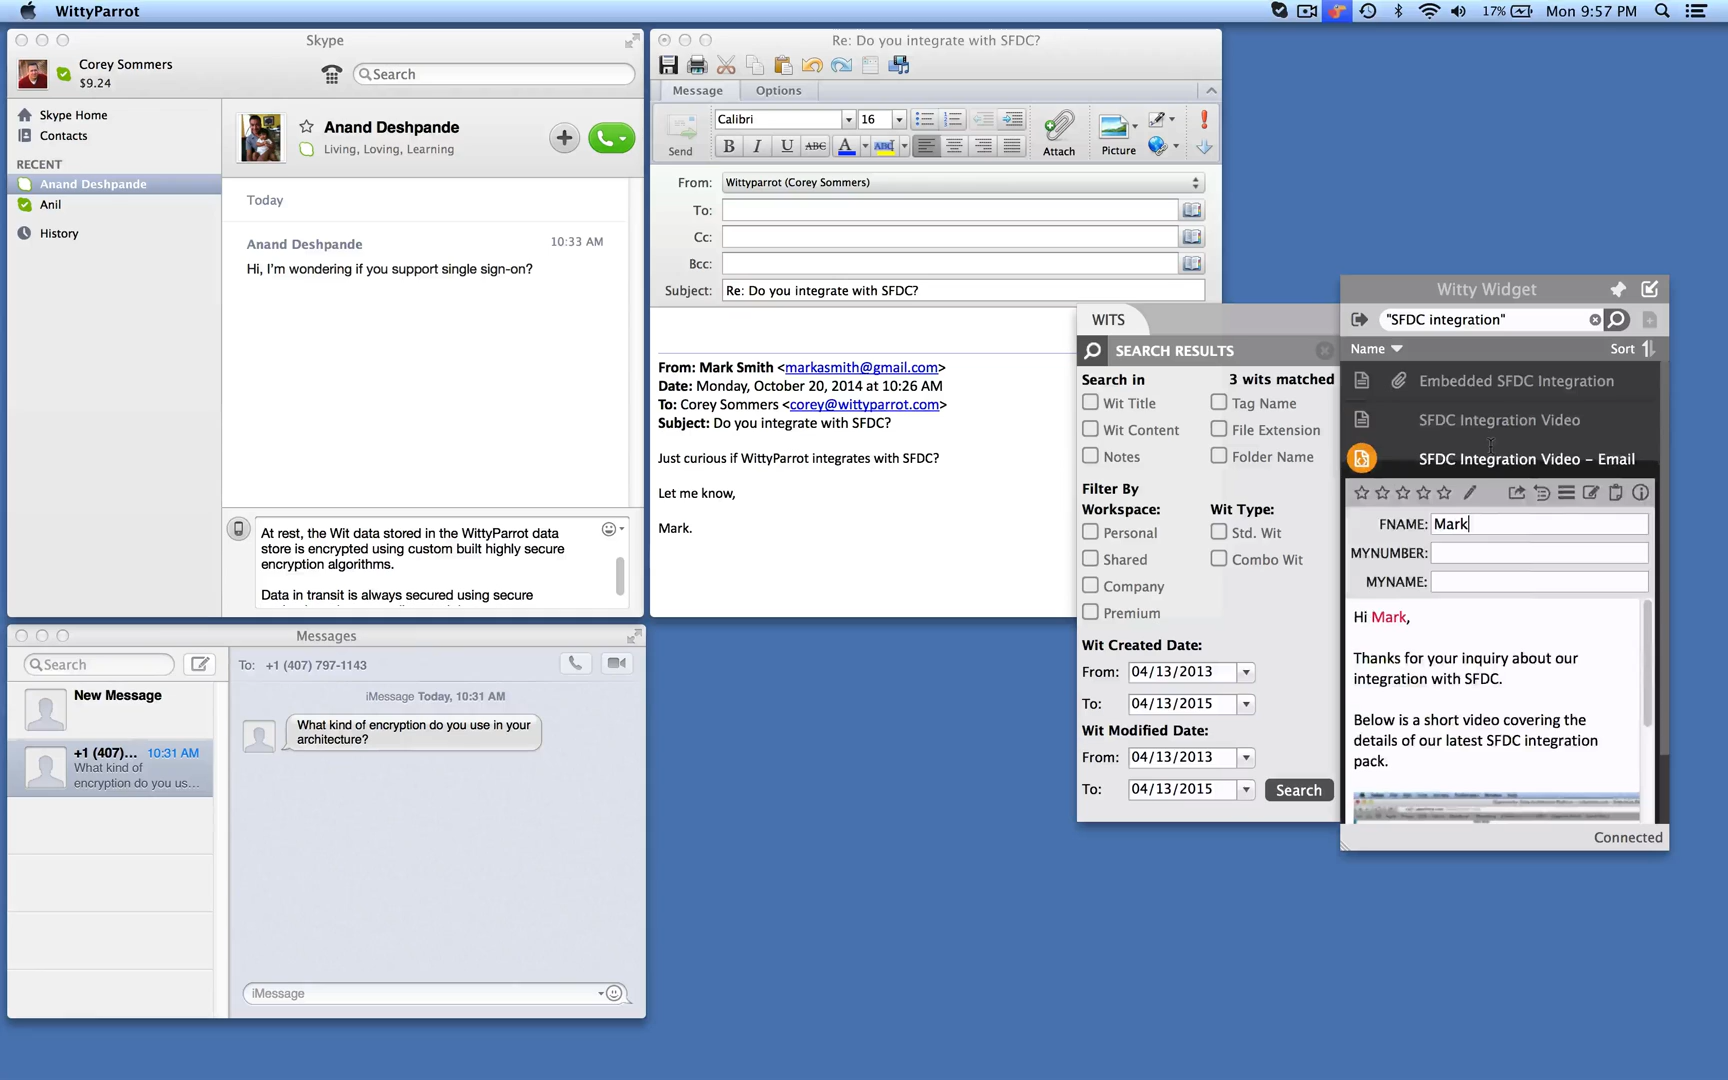 WittyParrot
17%
Mon 9:57 PM
Skype
Corey Sommers
$9.24
Search
Skype Home
Contacts
RECENT
Anand Deshpande
Anil
History
Anand Deshpande
Living, Loving, Learning
Today
Anand Deshpande 10:33 AM
Hi, I'm wondering if you support single sign-on?
At rest, the Wit data stored in the WittyParrot data
store is encrypted using custom built highly secure
encryption algorithms.
Data in transit is always secured using secure
Re: Do you integrate with SFDC?
Message Options
Send
Calibri 16
B I U ABC A ABC
Attach
Picture
From: Wittyparrot (Corey Sommers)
To:
Cc:
Bcc:
Subject: Re: Do you integrate with SFDC?
From: Mark Smith <markasmith@gmail.com>
Date: Monday, October 20, 2014 at 10:26 AM
To: Corey Sommers <corey@wittyparrot.com>
Subject: Do you integrate with SFDC?
Just curious if WittyParrot integrates with SFDC?
Let me know,
Mark.
Messages
Search
New Message
+1 (407)... 10:31 AM
What kind of
encryption do you us...
To: +1 (407) 797-1143
iMessage Today, 10:31 AM
What kind of encryption do you use in your
architecture?
iMessage
WITS
SEARCH RESULTS
Search in 3 wits matched
Wit Title Tag Name
Wit Content File Extension
Notes Folder Name
Filter By
Workspace: Wit Type:
Personal Std. Wit
Shared Combo Wit
Company
Premium
Wit Created Date:
From: 04/13/2013
To: 04/13/2015
Wit Modified Date:
From: 04/13/2013
To: 04/13/2015 Search
Witty Widget
"SFDC integration"
Name Sort
Embedded SFDC Integration
SFDC Integration Video
SFDC Integration Video – Email
FNAME: Mark
MYNUMBER:
MYNAME:
Hi Mark,
Thanks for your inquiry about our
integration with SFDC.
Below is a short video covering the
details of our latest SFDC integration
pack.
Connected